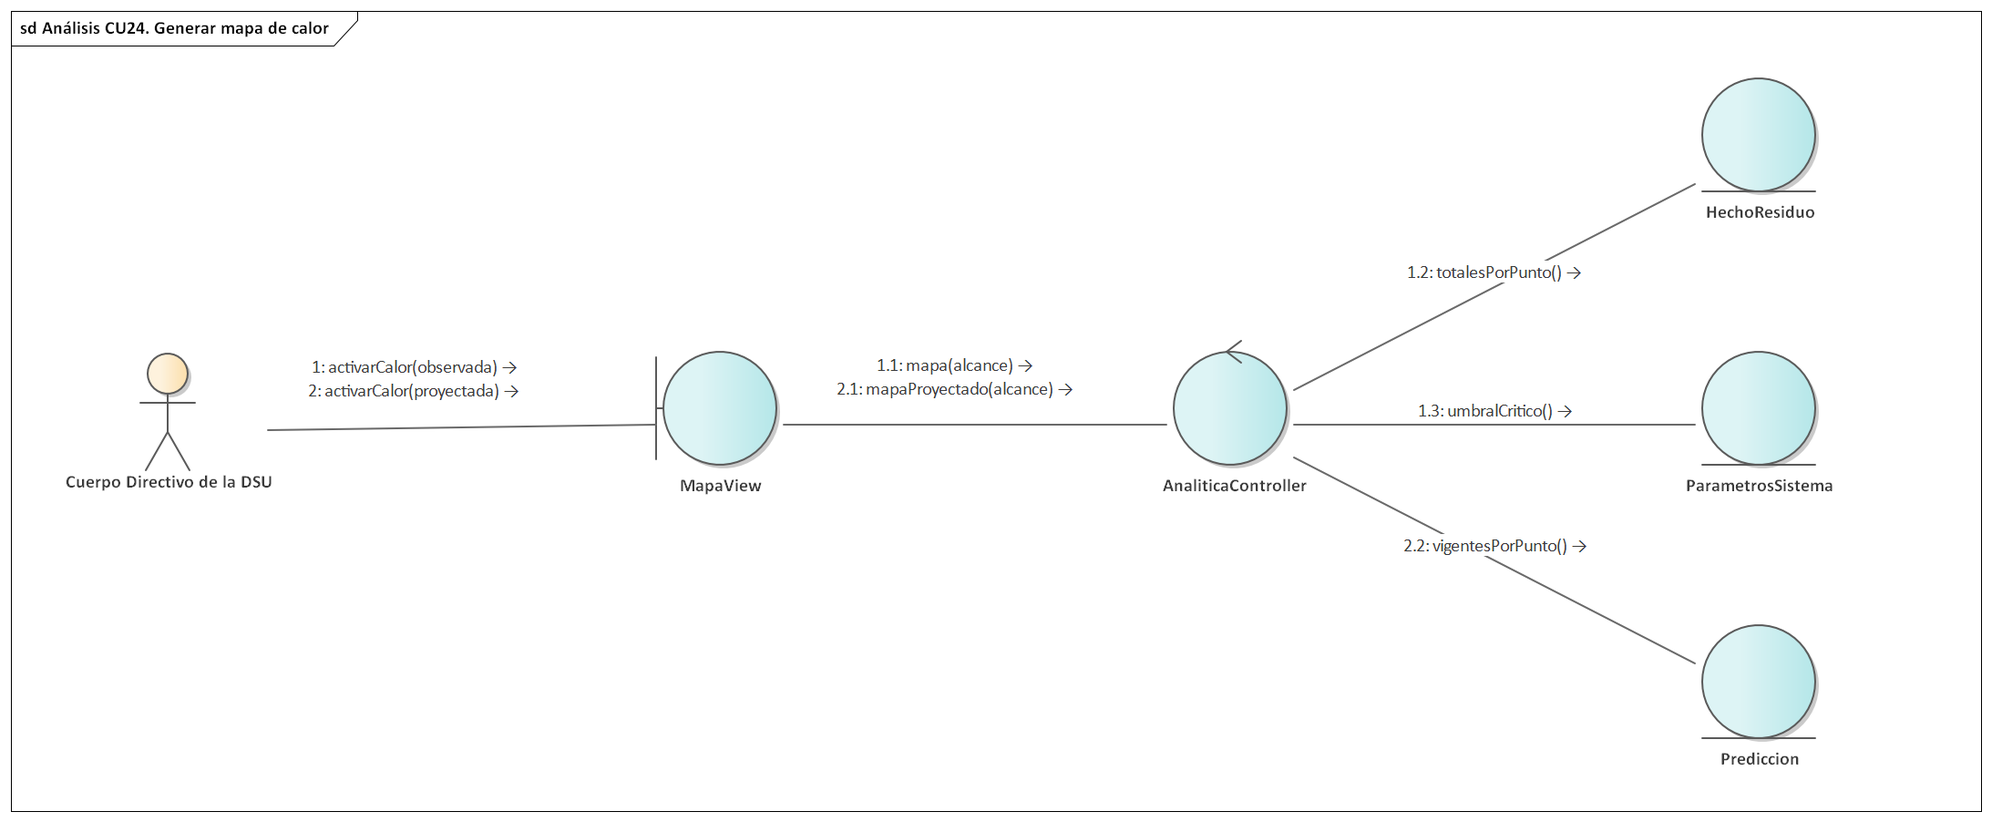 sd Análisis CU24. Generar mapa de calor
HechoResiduo
1.2: totalesPorPunto() →
1: activarCalor(observada) →
2: activarCalor(proyectada) →
1.1: mapa(alcance) →
2.1: mapaProyectado(alcance) →
1.3: umbralCritico() →
Cuerpo Directivo de la DSU
MapaView
AnaliticaController
ParametrosSistema
2.2: vigentesPorPunto() →
Prediccion